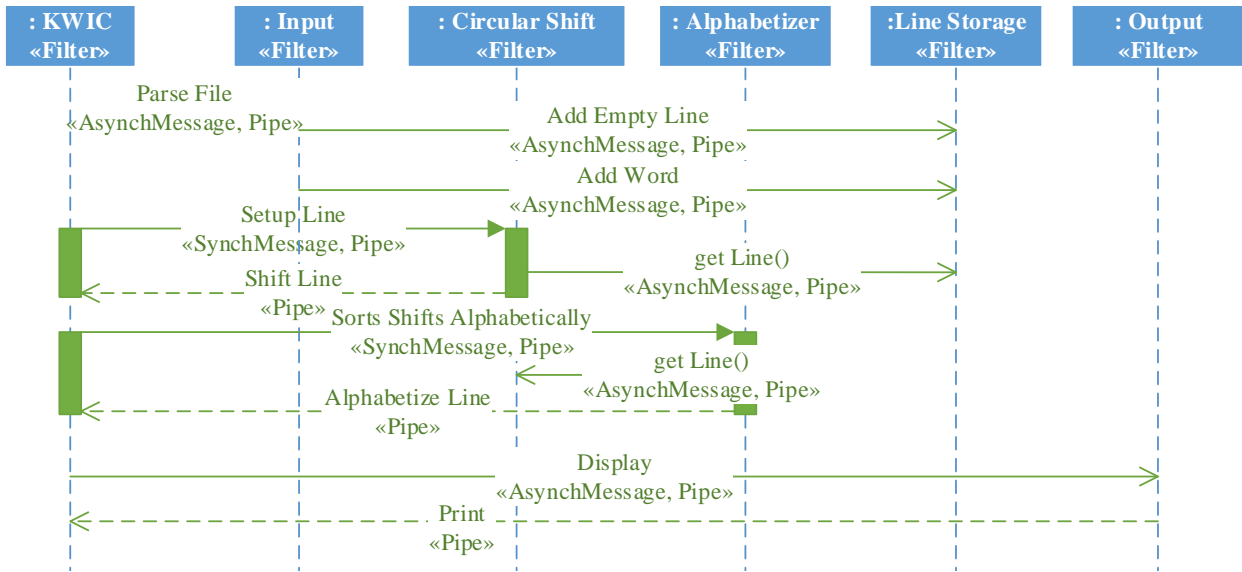 : KWIC
«Filter»
: Input
«Filter»
: Circular Shift
«Filter»
: Alphabetizer
«Filter»
:Line Storage
«Filter»
: Output
«Filter»
Parse File
«AsynchMessage, Pipe»
Add Empty Line
«AsynchMessage, Pipe»
Add Word
«AsynchMessage, Pipe»
Setup Line
«SynchMessage, Pipe»
get Line()
«AsynchMessage, Pipe»
Shift Line
«Pipe»
Sorts Shifts Alphabetically
«SynchMessage, Pipe»
get Line()
«AsynchMessage, Pipe»
Alphabetize Line
«Pipe»
Display
«AsynchMessage, Pipe»
Print
«Pipe»